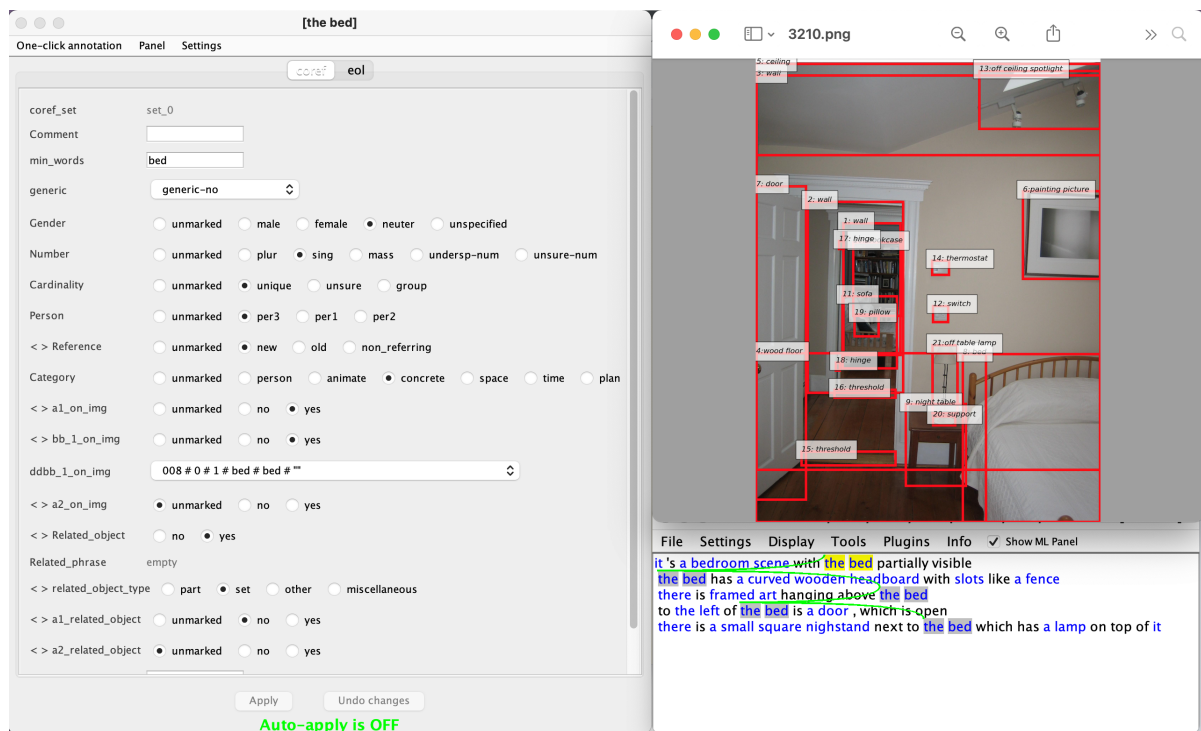 [the bed]
One-click annotation Panel Settings
coref eol
coref_set set_0
Comment
min_words bed
generic generic-no
Gender unmarked male female neuter unspecified
Number unmarked plur sing mass undersp-num unsure-num
Cardinality unmarked unique unsure group
Person unmarked per3 per1 per2
< > Reference unmarked new old non_referring
Category unmarked person animate concrete space time plan
< > a1_on_img unmarked no yes
< > bb_1_on_img unmarked no yes
ddbb_1_on_img 008 # 0 # 1 # bed # bed # ""
< > a2_on_img unmarked no yes
< > Related_object no yes
Related_phrase empty
< > related_object_type part set other miscellaneous
< > a1_related_object unmarked no yes
< > a2_related_object unmarked no yes
Apply Undo changes
Auto-apply is OFF
3210.png
5: ceiling
3: wall
13:off ceiling spotlight
7: door
2: wall
6:painting picture
1: wall
17: hinge okcase
14: thermostat
11: sofa
12: switch
19: pillow
21:off table lamp
4:wood floor
8: bed
18: hinge
16: threshold
9: night table
20: support
15: threshold
File Settings Display Tools Plugins Info Show ML Panel
it 's a bedroom scene with the bed partially visible
the bed has a curved wooden headboard with slots like a fence
there is framed art hanging above the bed
to the left of the bed is a door , which is open
there is a small square nighstand next to the bed which has a lamp on top of it